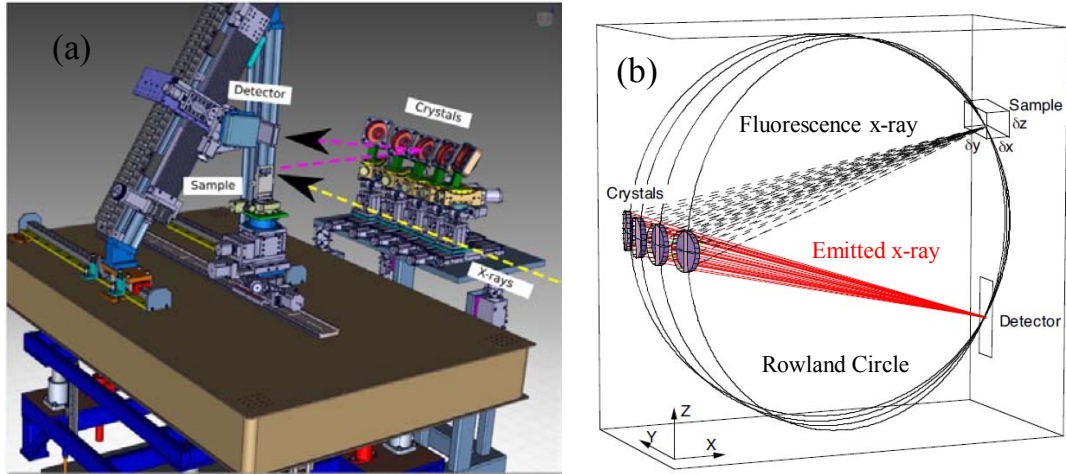 (a)
Detector
Crystals
Sample
X-rays
(b)
Sample
Fluorescence x-ray
δz
δy
δx
Crystals
Emitted x-ray
Detector
Rowland Circle
Z
Y
X